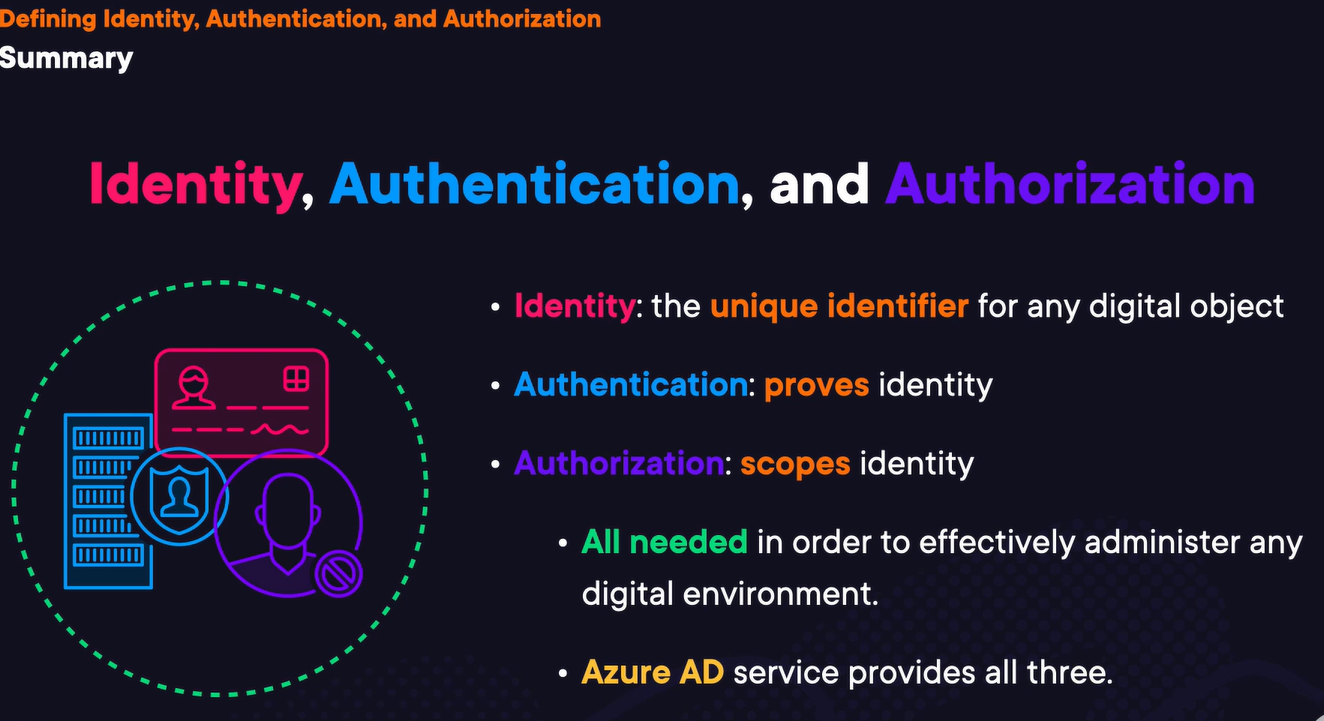 Defining Identity, Authentication, and Authorization
Summary
Identity, Authentication, and Authorization
• Identity: the unique identifier for any digital object
• Authentication: proves identity
• Authorization: scopes identity
• All needed in order to effectively administer any
digital environment.
• Azure AD service provides all three.